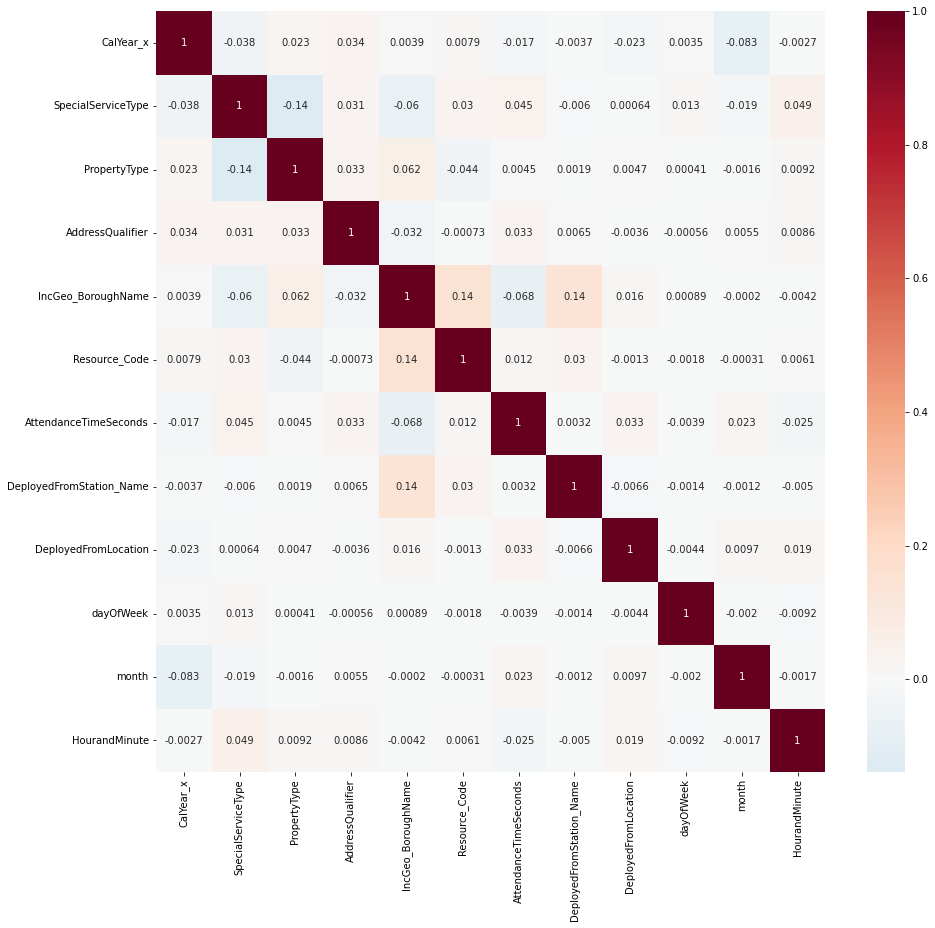 CalYear_x 1 -0.038 0.023 0.034 0.0039 0.0079 -0.017 -0.0037 -0.023 0.0035 -0.083 -0.0027
SpecialServiceType -0.038 1 -0.14 0.031 -0.06 0.03 0.045 -0.006 0.00064 0.013 -0.019 0.049
PropertyType 0.023 -0.14 1 0.033 0.062 -0.044 0.0045 0.0019 0.0047 0.00041 -0.0016 0.0092
AddressQualifier 0.034 0.031 0.033 1 -0.032 -0.00073 0.033 0.0065 -0.0036 -0.00056 0.0055 0.0086
IncGeo_BoroughName 0.0039 -0.06 0.062 -0.032 1 0.14 -0.068 0.14 0.016 0.00089 -0.0002 -0.0042
Resource_Code 0.0079 0.03 -0.044 -0.00073 0.14 1 0.012 0.03 -0.0013 -0.0018 -0.00031 0.0061
AttendanceTimeSeconds -0.017 0.045 0.0045 0.033 -0.068 0.012 1 0.0032 0.033 -0.0039 0.023 -0.025
DeployedFromStation_Name -0.0037 -0.006 0.0019 0.0065 0.14 0.03 0.0032 1 -0.0066 -0.0014 -0.0012 -0.005
DeployedFromLocation -0.023 0.00064 0.0047 -0.0036 0.016 -0.0013 0.033 -0.0066 1 -0.0044 0.0097 0.019
dayOfWeek 0.0035 0.013 0.00041 -0.00056 0.00089 -0.0018 -0.0039 -0.0014 -0.0044 1 -0.002 -0.0092
month -0.083 -0.019 -0.0016 0.0055 -0.0002 -0.00031 0.023 -0.0012 0.0097 -0.002 1 -0.0017
HourandMinute -0.0027 0.049 0.0092 0.0086 -0.0042 0.0061 -0.025 -0.005 0.019 -0.0092 -0.0017 1
CalYear_x
SpecialServiceType
PropertyType
AddressQualifier
IncGeo_BoroughName
Resource_Code
AttendanceTimeSeconds
DeployedFromStation_Name
DeployedFromLocation
dayOfWeek
month
HourandMinute
1.0
0.8
0.6
0.4
0.2
0.0